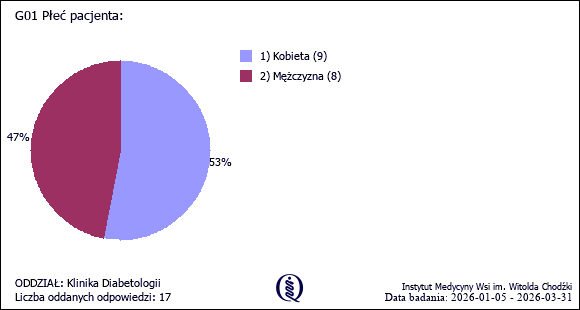 G01 Płeć pacjenta:
1) Kobieta (9)
2) Mężczyzna (8)
47%
53%
ODDZIAŁ: Klinika Diabetologii
Liczba oddanych odpowiedzi: 17
Instytut Medycyny Wsi im. Witolda Chodźki
Data badania: 2026-01-05 - 2026-03-31